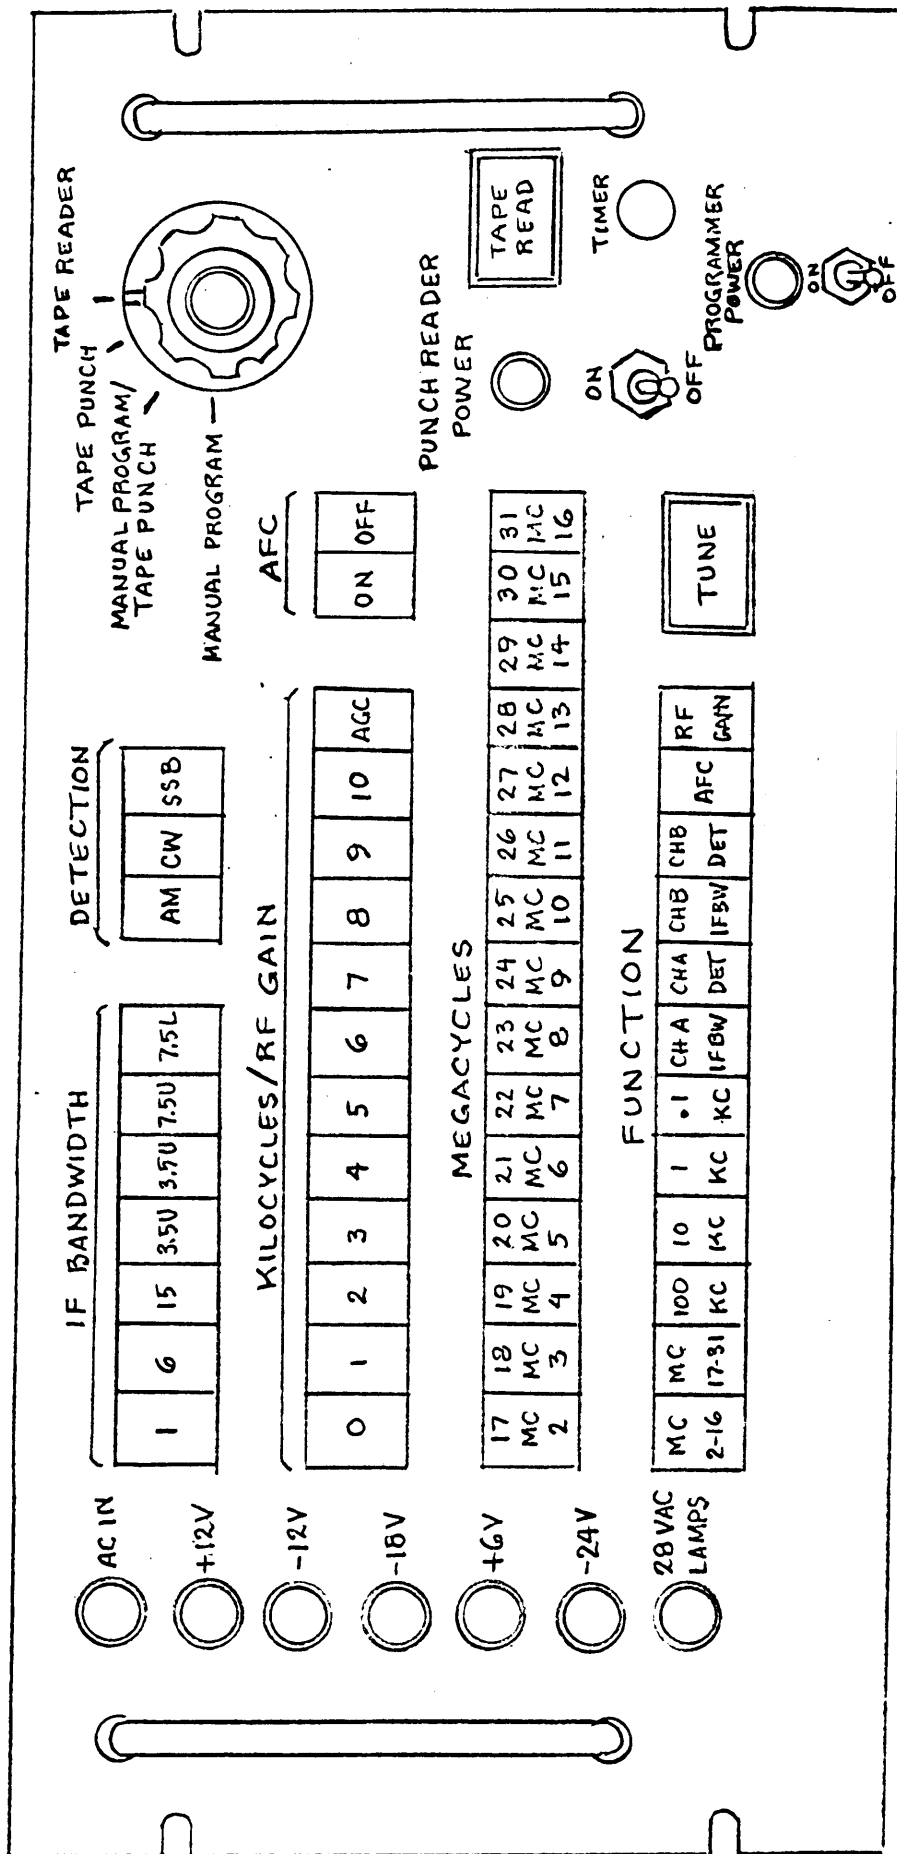 AC IN
+12V
-12V
-18V
+6V
-24V
28 VAC
LAMPS
IF BANDWIDTH
1 6 15 3.5U 3.5U 7.5U 7.5L
DETECTION
AM CW SSB
TAPE READER
TAPE PUNCH
MANUAL PROGRAM/
TAPE PUNCH
MANUAL PROGRAM
KILOCYCLES/RF GAIN
0 1 2 3 4 5 6 7 8 9 10 AGC
AFC
ON OFF
MEGACYCLES
17 18 19 20 21 22 23 24 25 26 27 28 29 30 31
MC MC MC MC MC MC MC MC MC MC MC MC MC MC MC
2 3 4 5 6 7 8 9 10 11 12 13 14 15 16
PUNCH READER
POWER
ON
OFF
TAPE
READ
TIMER
FUNCTION
MC MC 100 10 1 .1 CHA CHA CHB CHB AFC RF
2-16 17-31 KC KC KC KC IFBW DET IFBW DET GAIN
TUNE
PROGRAMMER
POWER
ON
OFF